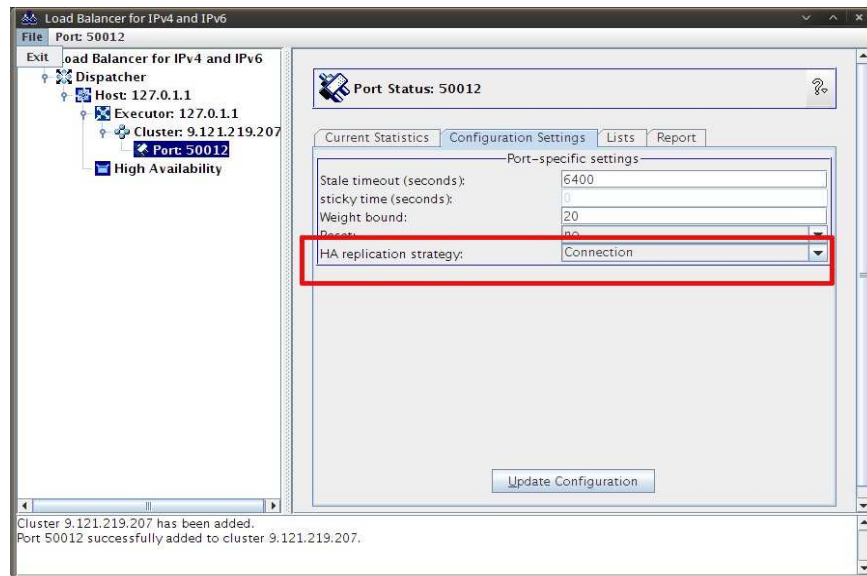 Load Balancer for IPv4 and IPv6
File Port: 50012
Exit
oad Balancer for IPv4 and IPv6
Dispatcher
Host: 127.0.1.1
Executor: 127.0.1.1
Cluster: 9.121.219.207
Port: 50012
High Availability
Port Status: 50012
Current Statistics Configuration Settings Lists Report
Port-specific settings
Stale timeout (seconds): 6400
sticky time (seconds): 0
Weight bound: 20
Reset: no
HA replication strategy: Connection
Update Configuration
Cluster 9.121.219.207 has been added.
Port 50012 successfully added to cluster 9.121.219.207.